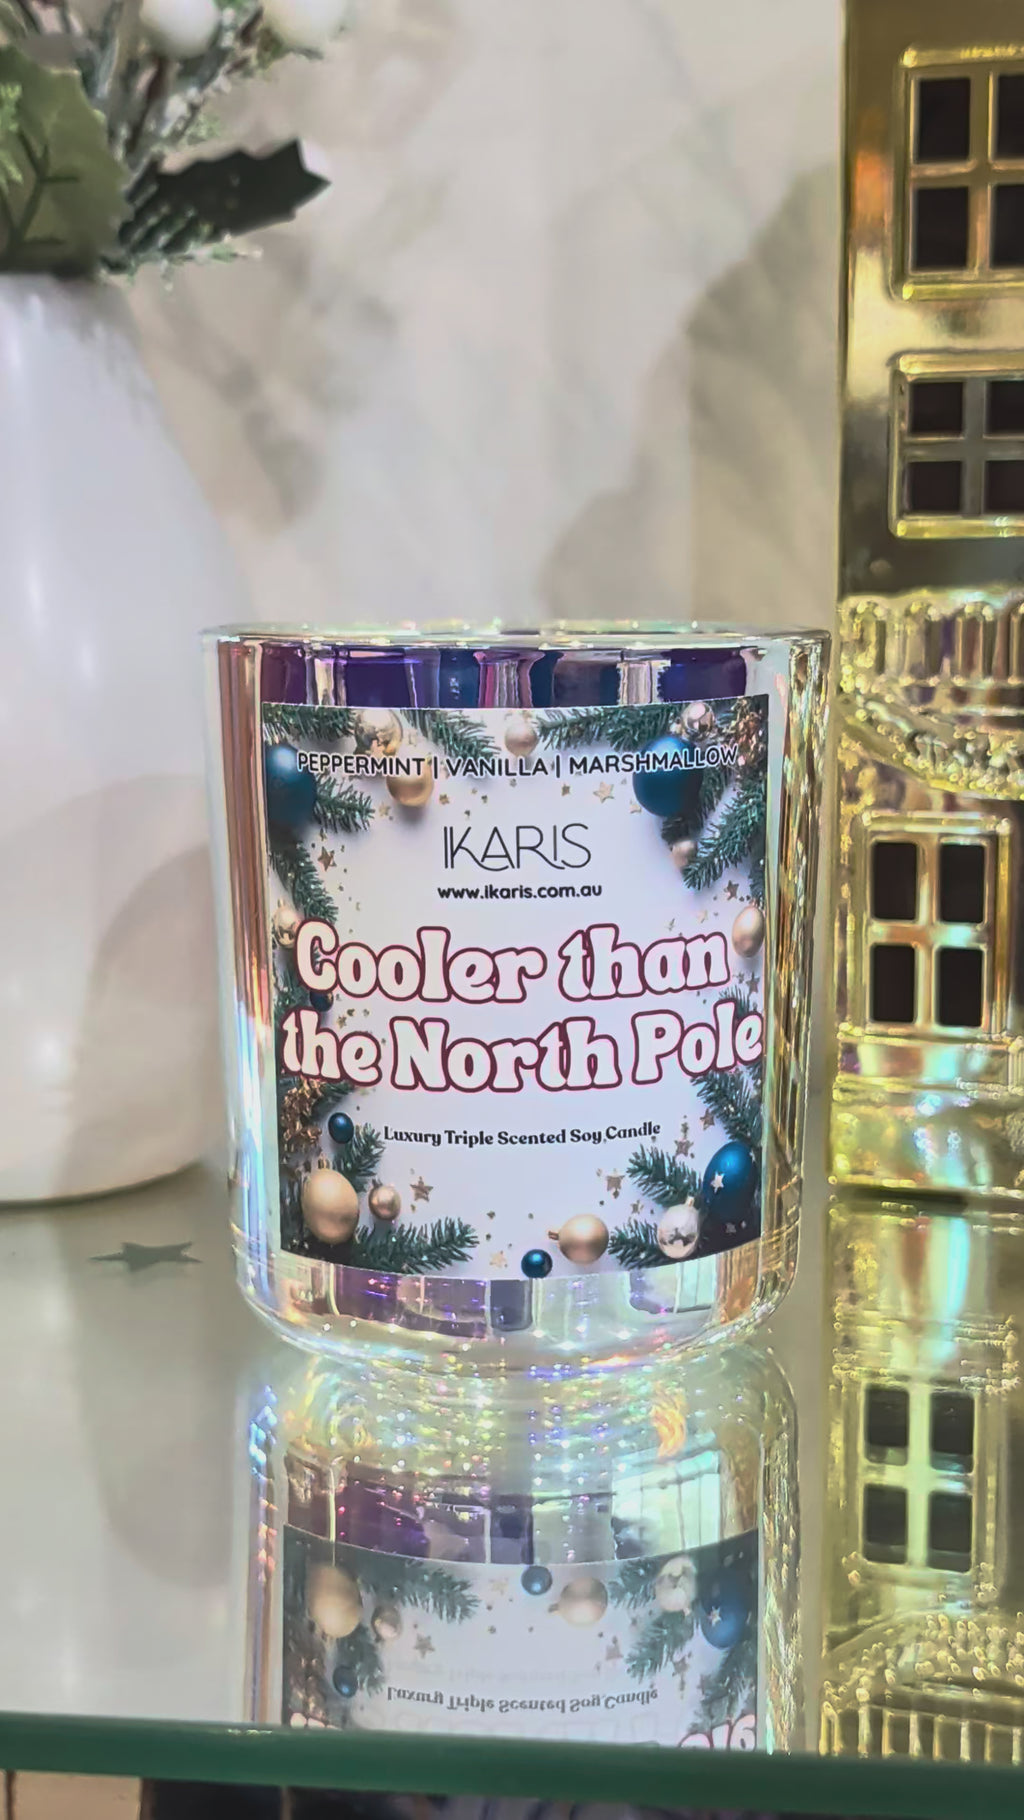 PEPPERMINT | VANILLA | MARSHMALLOW
IKARIS
www.ikaris.com.au
Cooler than
the North Pole
Luxury Triple Scented Soy Candle